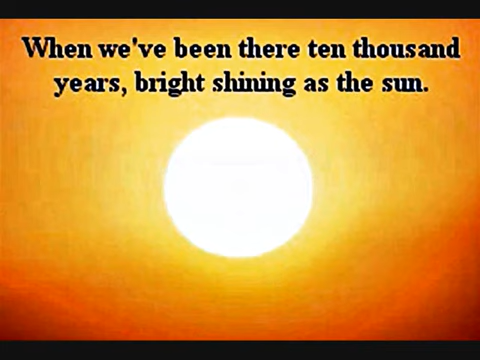 When we've been there ten thousand
years, bright shining as the sun.